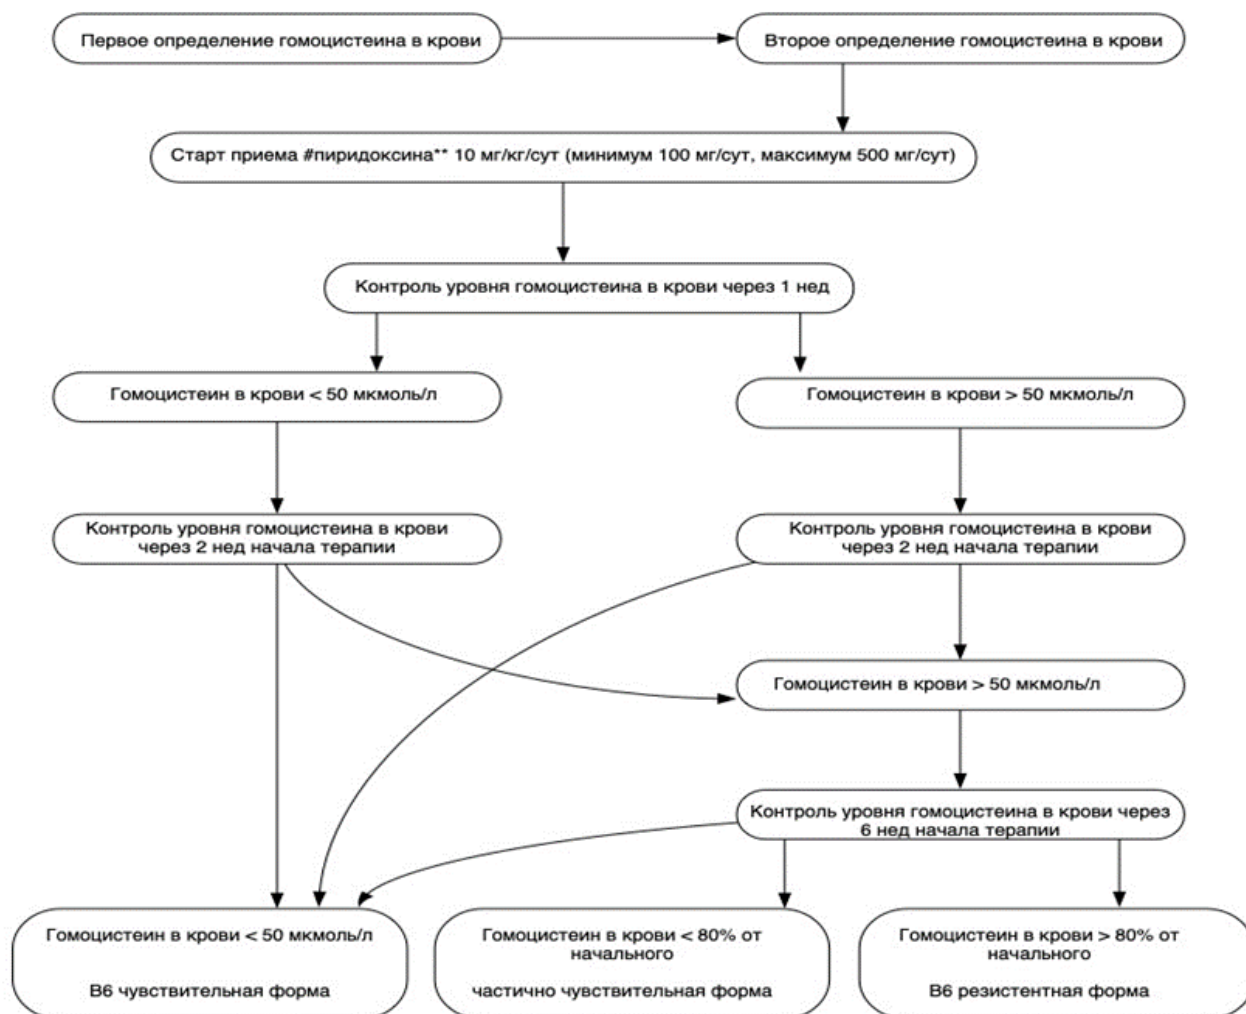 Первое определение гомоцистеина в крови
Второе определение гомоцистеина в крови
Старт приема #пиридоксина** 10 мг/кг/сут (минимум 100 мг/сут, максимум 500 мг/сут)
Контроль уровня гомоцистеина в крови через 1 нед
Гомоцистеин в крови < 50 мкмоль/л
Гомоцистеин в крови > 50 мкмоль/л
Контроль уровня гомоцистеина в крови
через 2 нед начала терапии
Контроль уровня гомоцистеина в крови
через 2 нед начала терапии
Гомоцистеин в крови > 50 мкмоль/л
Контроль уровня гомоцистеина в крови через
6 нед начала терапии
Гомоцистеин в крови < 50 мкмоль/л
В6 чувствительная форма
Гомоцистеин в крови < 80% от
начального
частично чувствительная форма
Гомоцистеин в крови > 80% от
начального
В6 резистентная форма